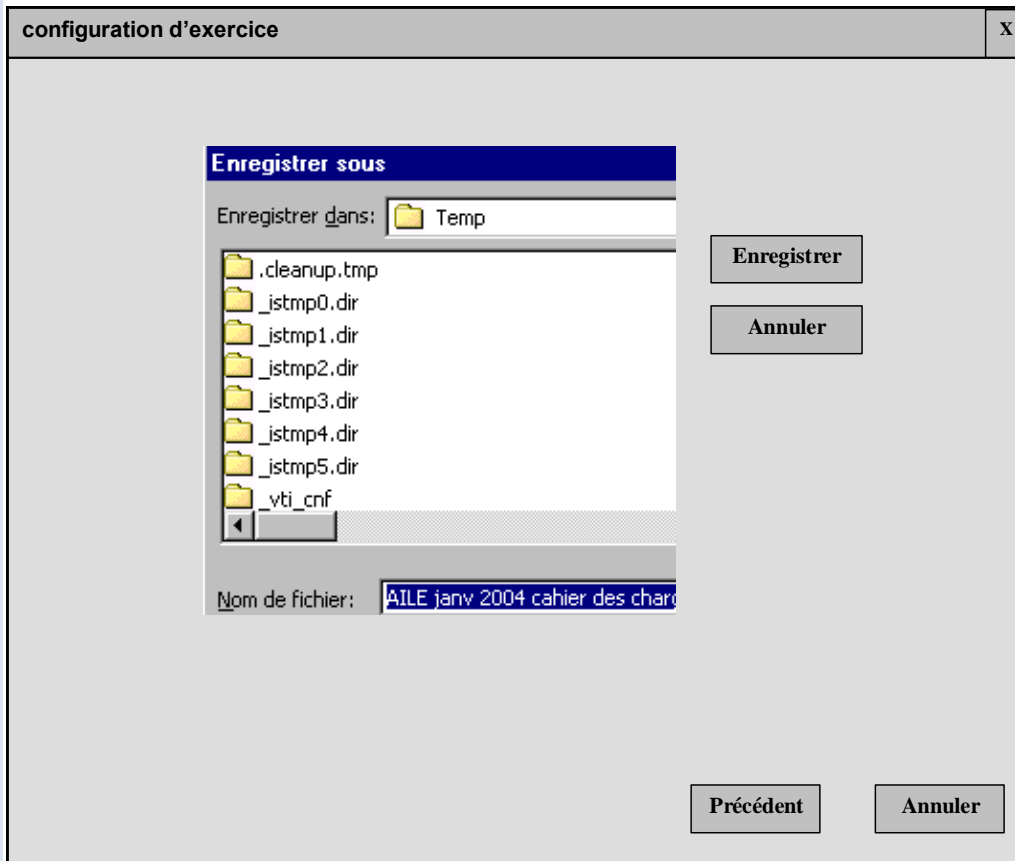 configuration d’exercice X
Enregistrer sous
Enregistrer dans: Temp
.cleanup.tmp
_istmp0.dir
_istmp1.dir
_istmp2.dir
_istmp3.dir
_istmp4.dir
_istmp5.dir
_vti_cnf
Nom de fichier: AILE janv 2004 cahier des charg
Enregistrer
Annuler
Précédent Annuler